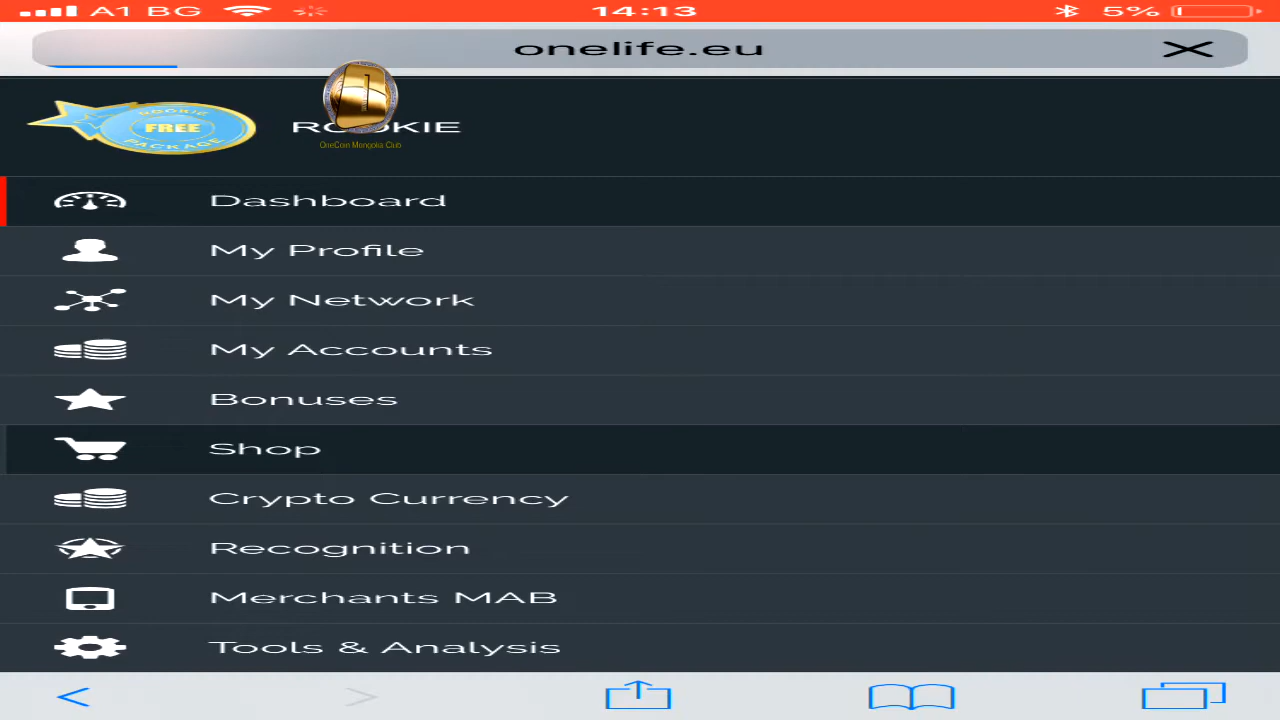 A1 BG
14:13
5%
onelife.eu
ROOKIE
FREE
PACKAGE
ROOKIE
OneCoin Mongolia Club
Dashboard
My Profile
My Network
My Accounts
Bonuses
Shop
Crypto Currency
Recognition
Merchants MAB
Tools & Analysis